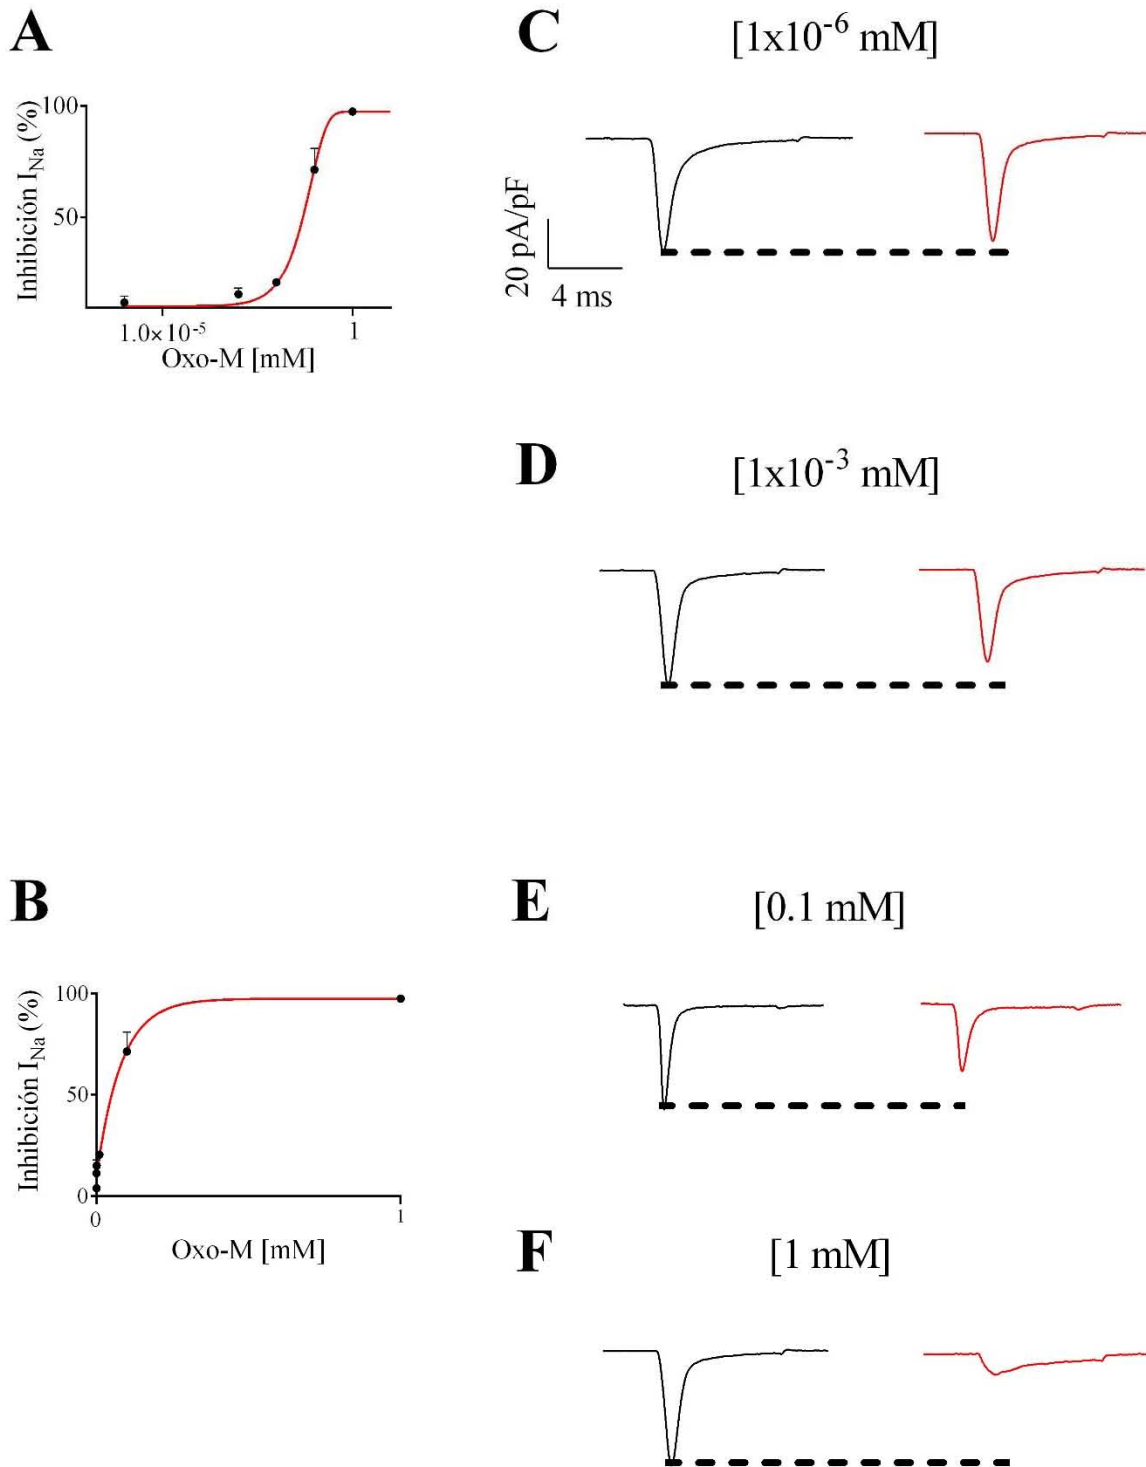 A
Inhibición I_Na (%)
100
50
1.0×10⁻⁵
1
Oxo-M [mM]
C
[1x10⁻⁶ mM]
20 pA/pF
4 ms
D
[1x10⁻³ mM]
B
Inhibición I_Na (%)
100
50
0
0
1
Oxo-M [mM]
E
[0.1 mM]
F
[1 mM]